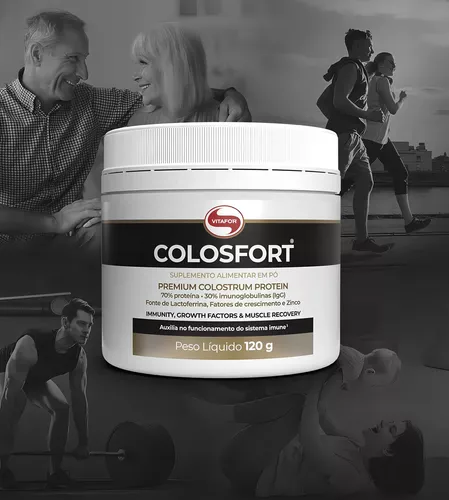 VITAFOR
COLOSFORT®
SUPLEMENTO ALIMENTAR EM PÓ
PREMIUM COLOSTRUM PROTEIN
70% proteína • 30% imunoglobulinas (IgG)
Fonte de Lactoferrina, Fatores de crescimento e Zinco
IMMUNITY, GROWTH FACTORS & MUSCLE RECOVERY
Auxilia no funcionamento do sistema imune¹
Peso Líquido 120 g